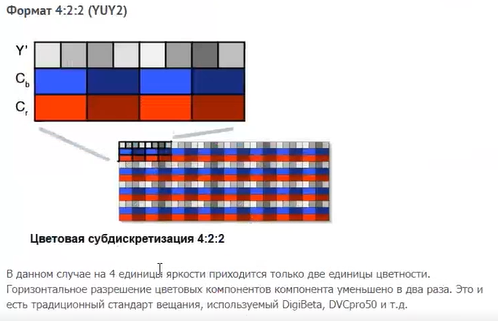 Формат 4:2:2 (YUY2)
Y'
Cb
Cr
Цветовая субдискретизация 4:2:2
В данном случае на 4 единицы яркости приходится только две единицы цветности.
Горизонтальное разрешение цветовых компонентов компонента уменьшено в два раза. Это и
есть традиционный стандарт вещания, используемый DigiBeta, DVCpro50 и т.д.